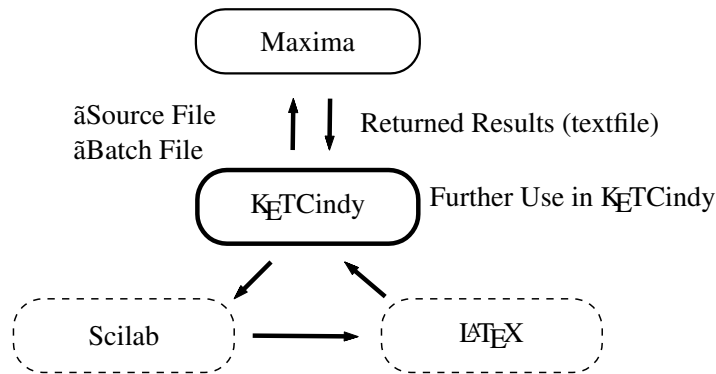 Maxima
ãSource File
ãBatch File
Returned Results (textfile)
KETCindy
Further Use in KETCindy
Scilab
LATEX